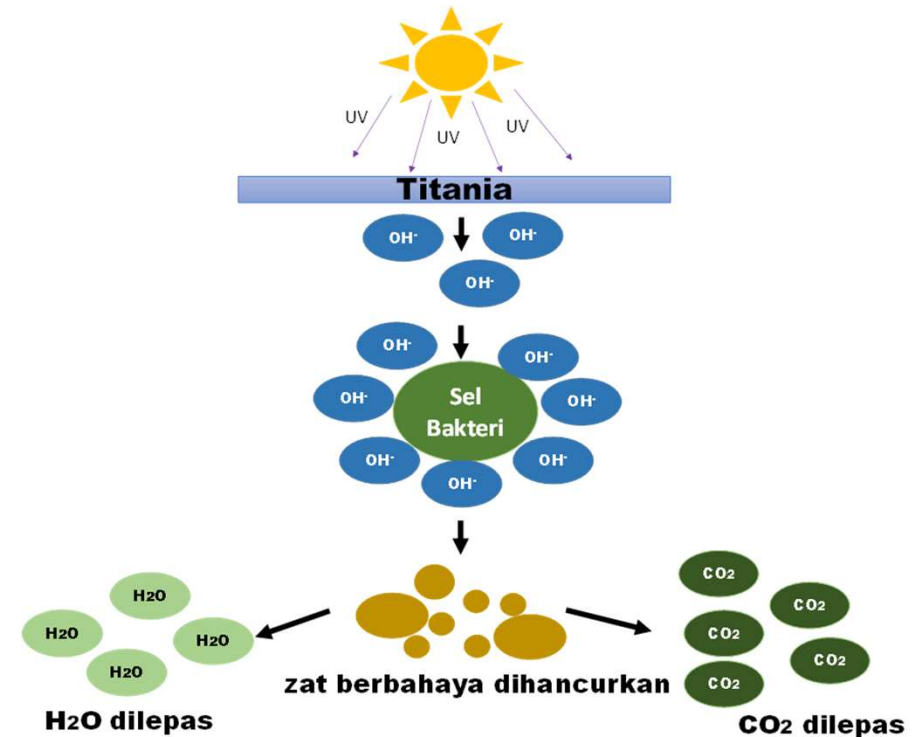 UV
UV
UV
Titania
OH-
OH-
OH-
OH-
OH-
OH-
Sel
Bakteri
OH-
OH-
OH-
OH-
CO2
H2O
CO2
H2O
H2O
CO2
CO2
H2O
CO2
zat berbahaya dihancurkan
H2O dilepas
CO2 dilepas